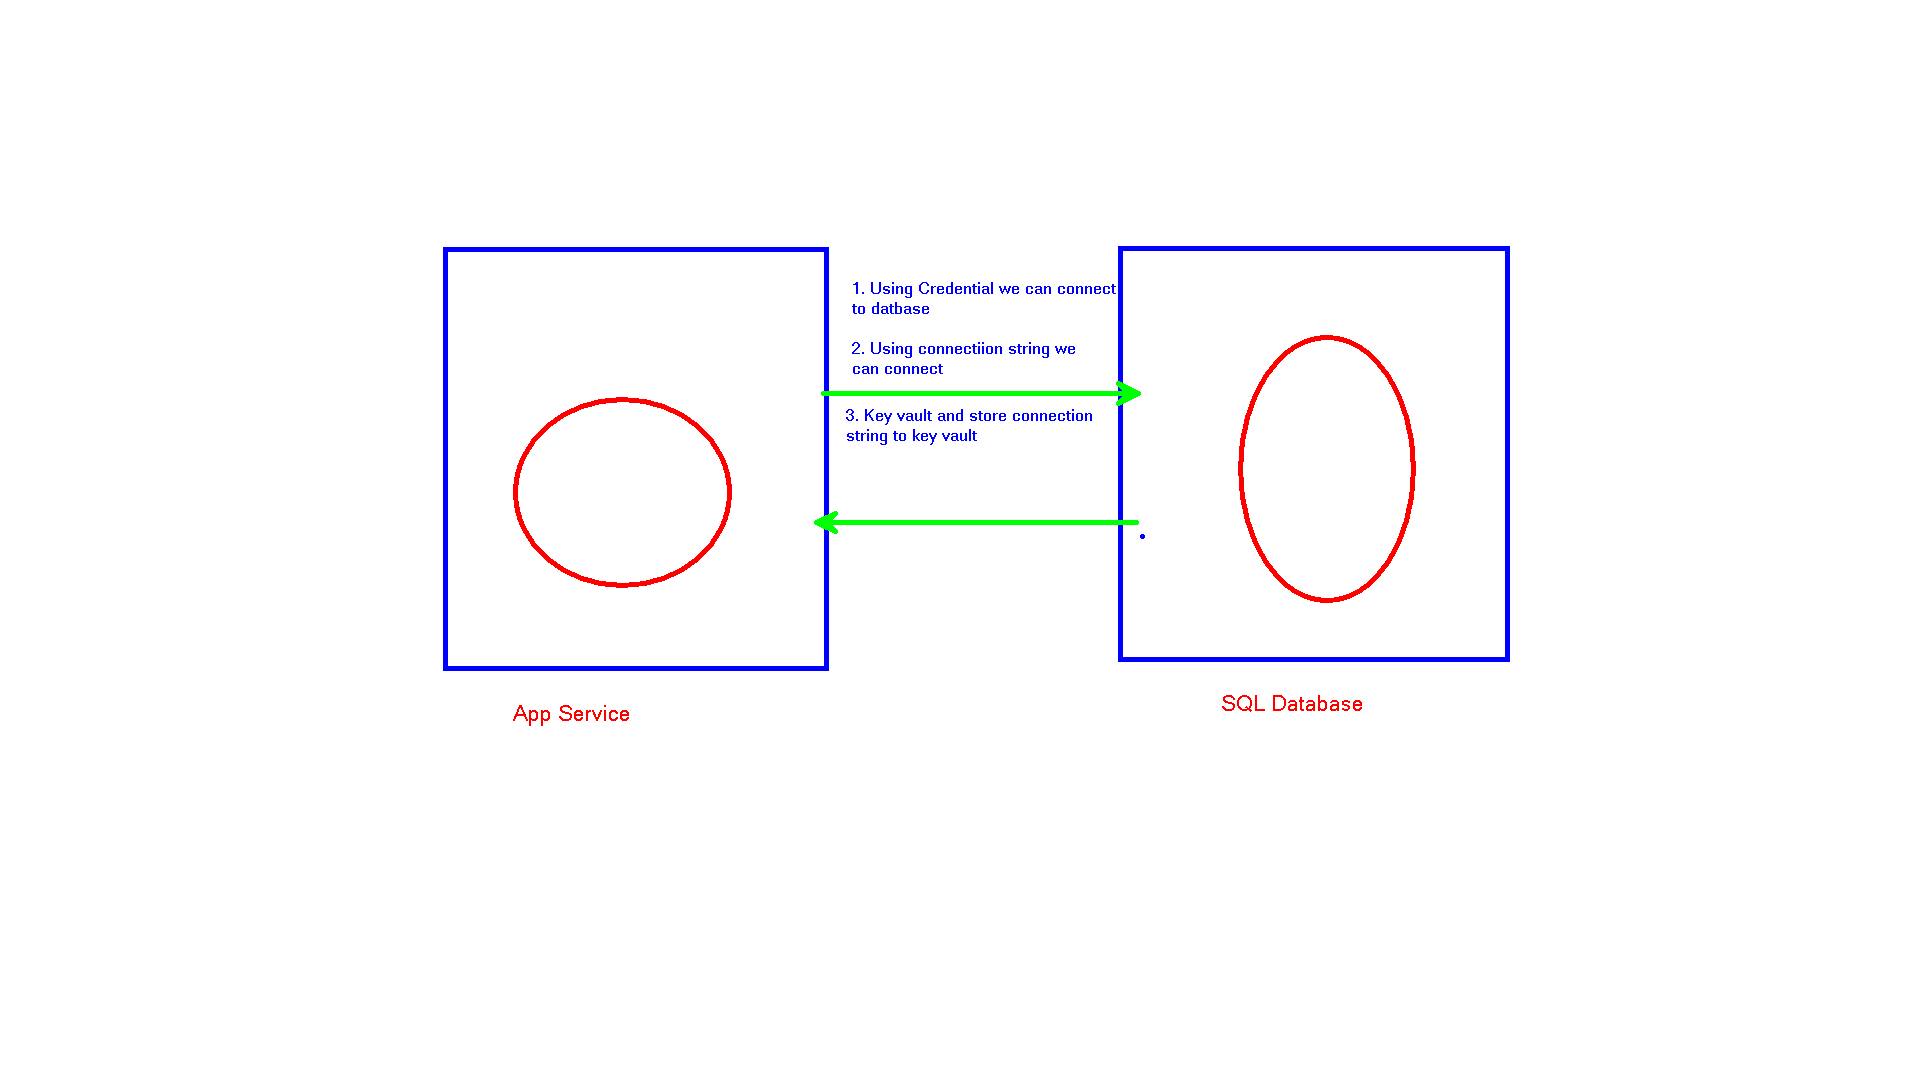 1. Using Credential we can connect
to datbase
2. Using connectiion string we
can connect
3. Key vault and store connection
string to key vault
App Service
SQL Database